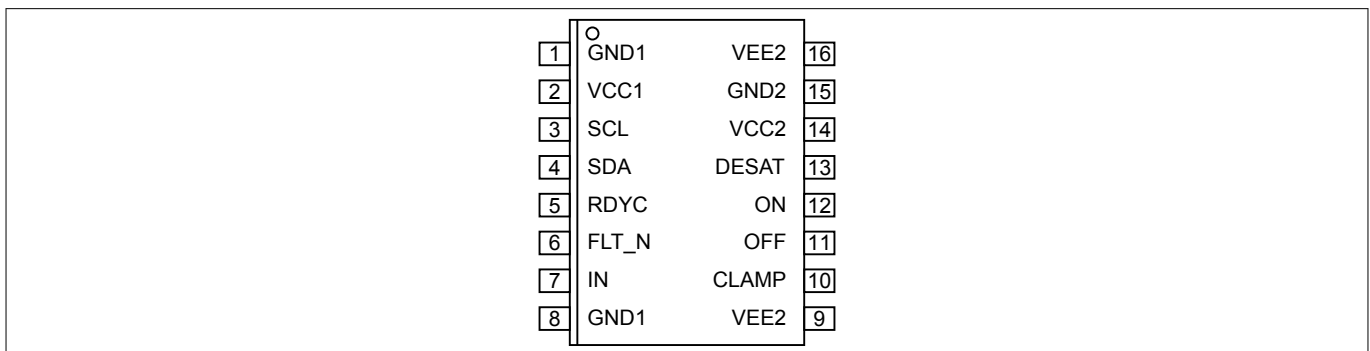 1 GND1 VEE2 16
2 VCC1 GND2 15
3 SCL VCC2 14
4 SDA DESAT 13
5 RDYC ON 12
6 FLT_N OFF 11
7 IN CLAMP 10
8 GND1 VEE2 9